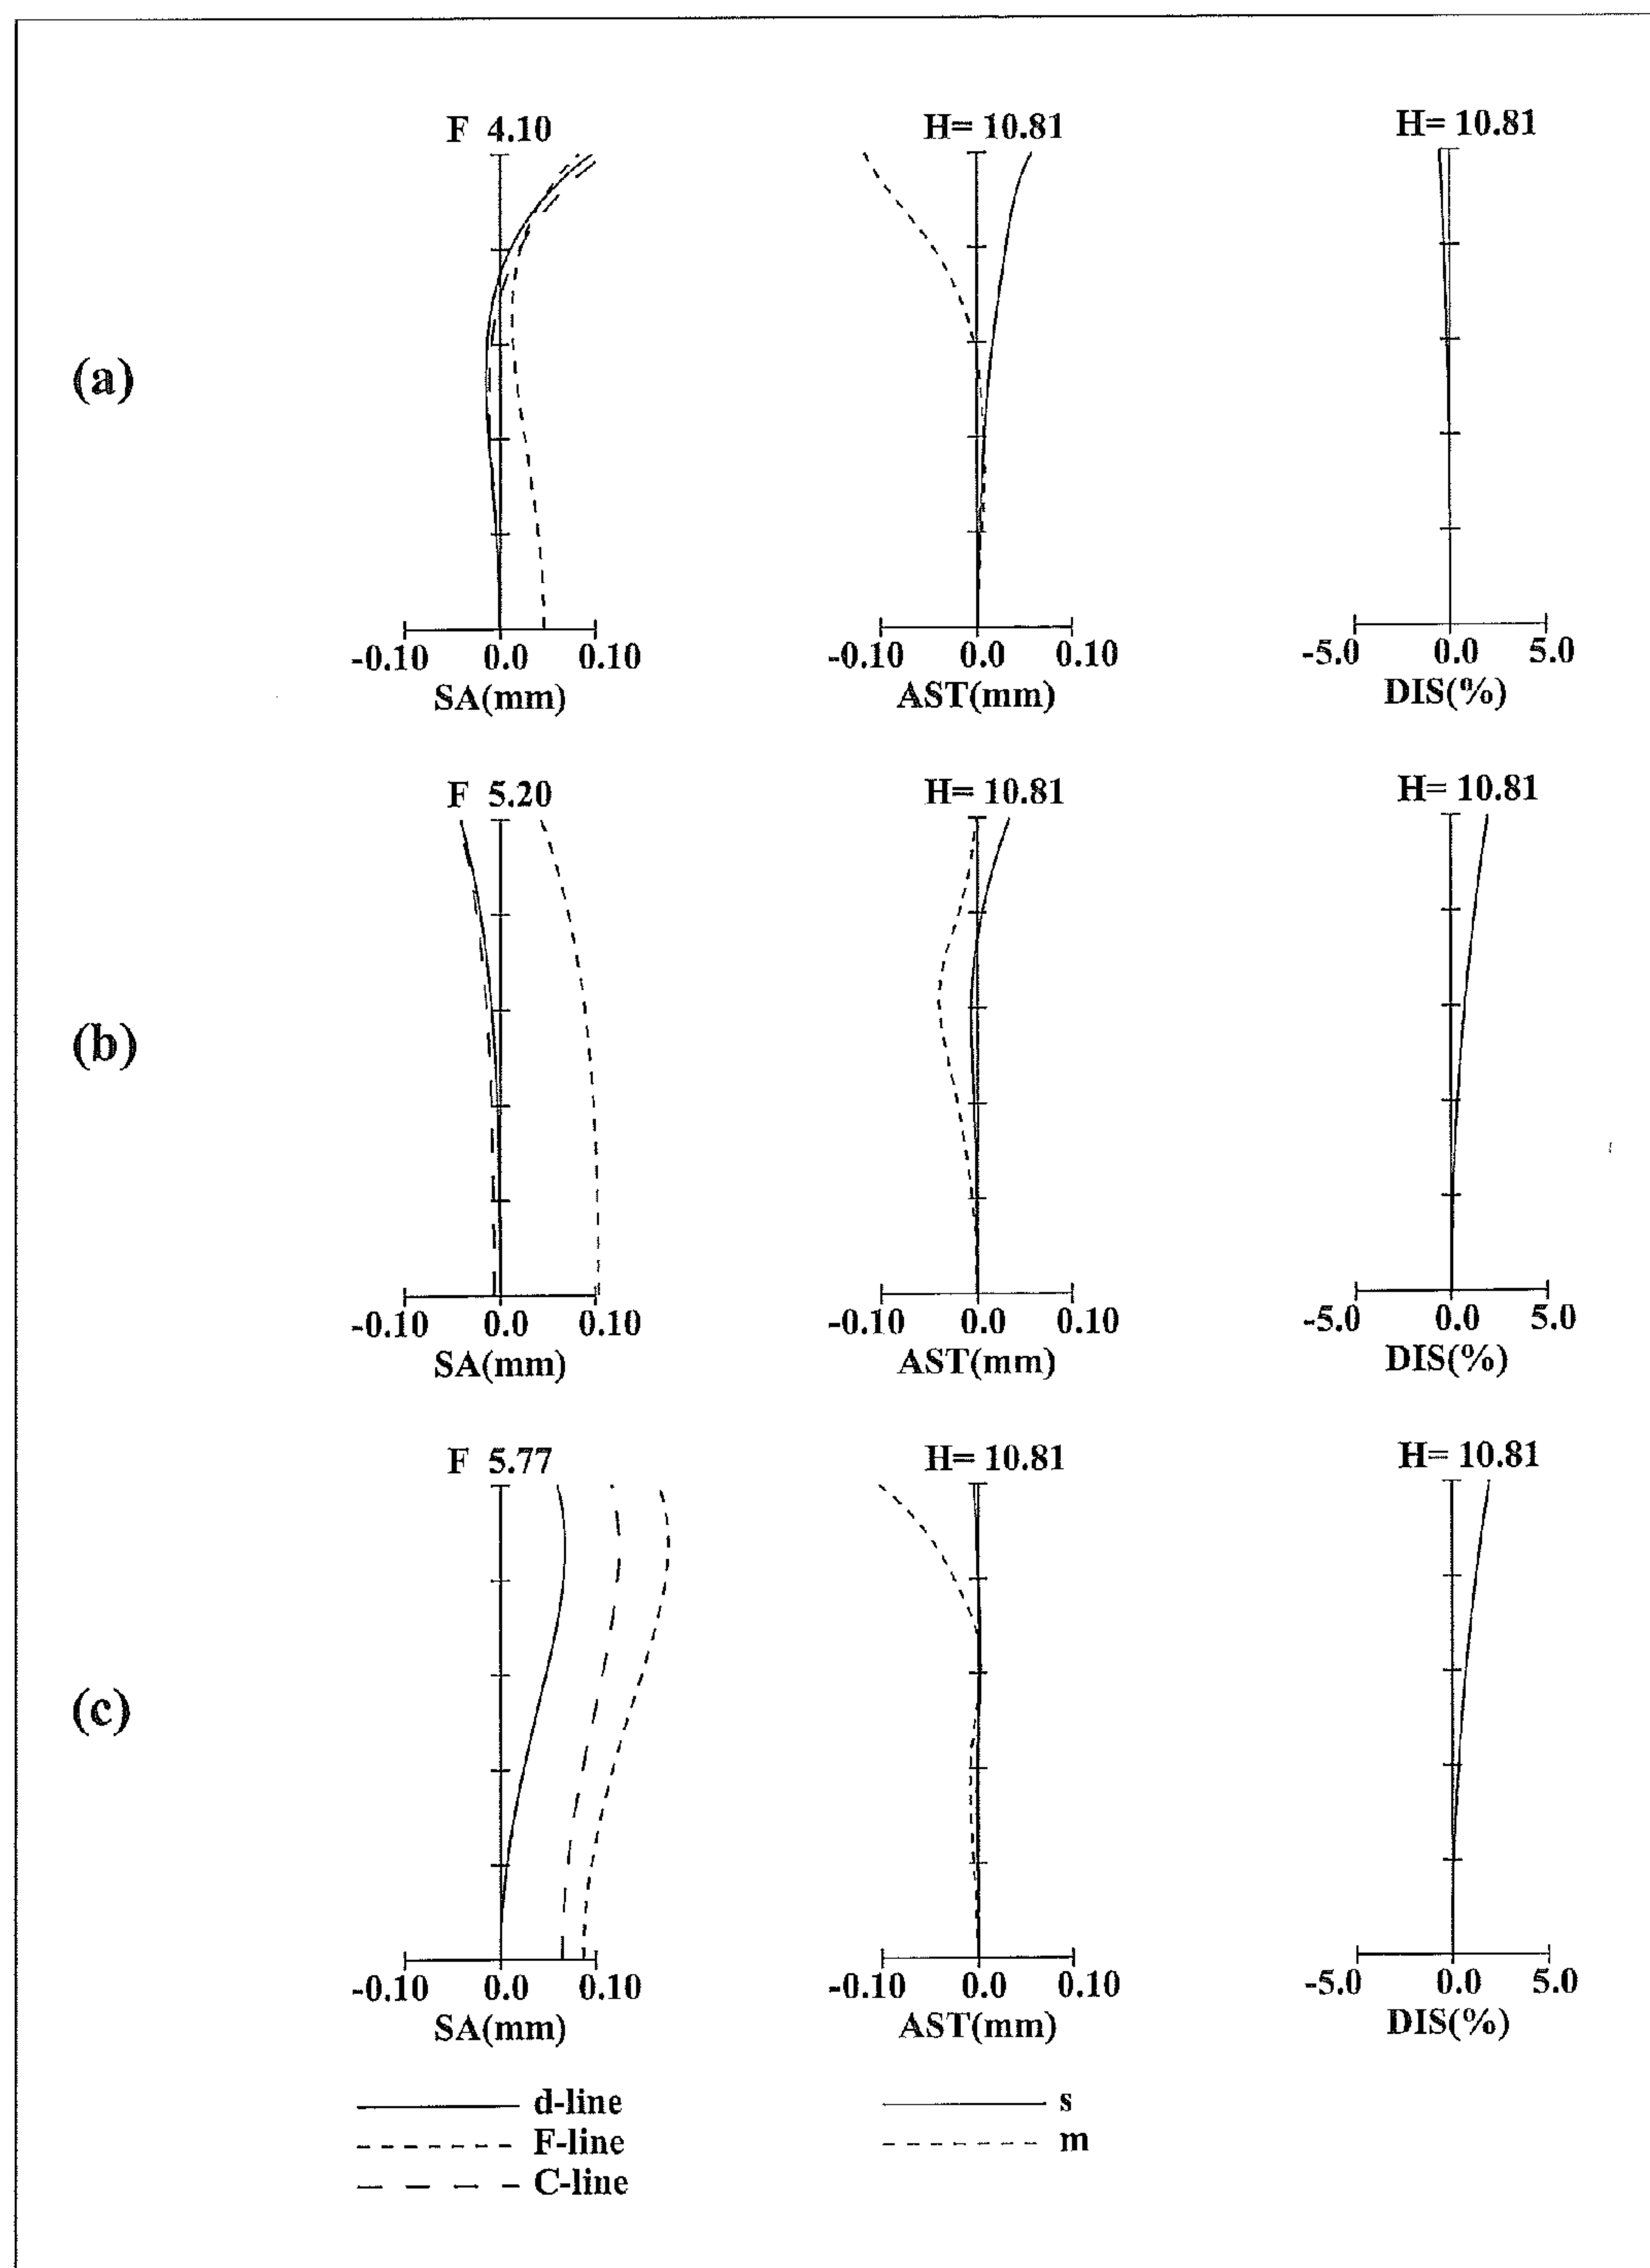 F 4.10 H= 10.81 H= 10.81
(a)
-0.10 0.0 0.10 -0.10 0.0 0.10 -5.0 0.0 5.0
SA(mm) AST(mm) DIS(%)
F 5.20 H= 10.81 H= 10.81
(b)
-0.10 0.0 0.10 -0.10 0.0 0.10 -5.0 0.0 5.0
SA(mm) AST(mm) DIS(%)
F 5.77 H= 10.81 H= 10.81
(c)
-0.10 0.0 0.10 -0.10 0.0 0.10 -5.0 0.0 5.0
SA(mm) AST(mm) DIS(%)
d-line s
F-line m
C-line